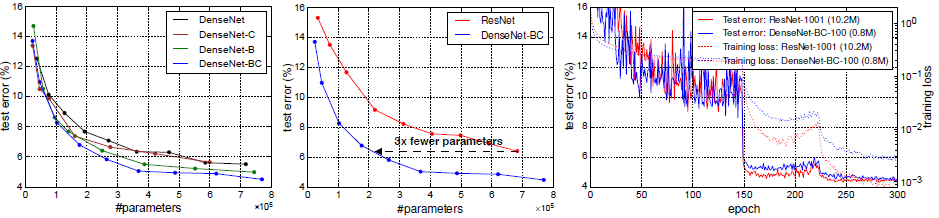 test error (%)
16
14
12
10
8
6
4
DenseNet
DenseNet-C
DenseNet-B
DenseNet-BC
0 1 2 3 4 5 6 7 8
#parameters
×10⁵
test error (%)
16
14
12
10
8
6
4
ResNet
DenseNet-BC
3x fewer parameters
0 1 2 3 4 5 6 7 8
#parameters
×10⁵
test error (%)
16
14
12
10
8
6
4
Test error: ResNet-1001 (10.2M)
Test error: DenseNet-BC-100 (0.8M)
Training loss: ResNet-1001 (10.2M)
Training loss: DenseNet-BC-100 (0.8M)
10⁰
10⁻¹
10⁻²
10⁻³
training loss
0 50 100 150 200 250 300
epoch